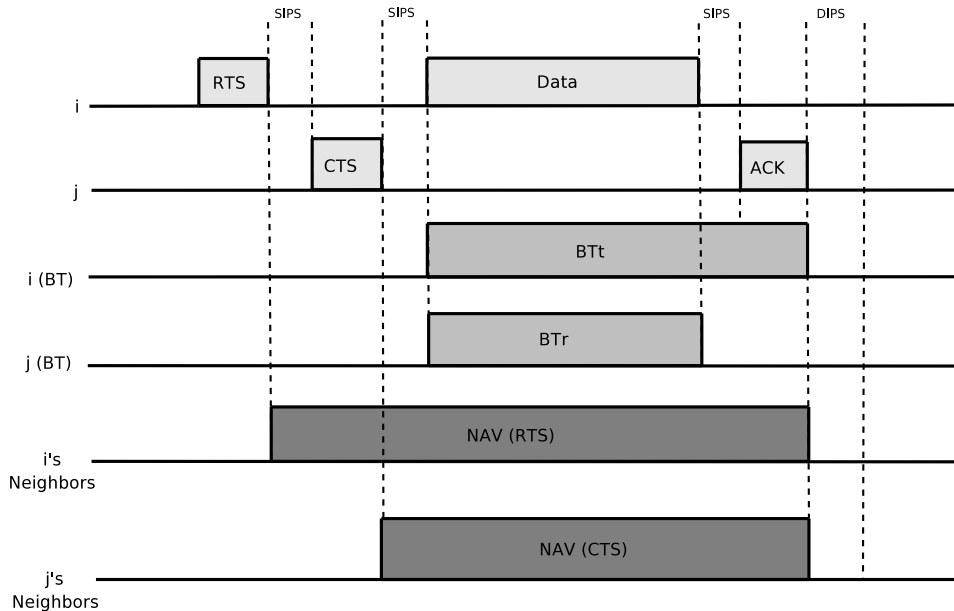 SIPS SIPS SIPS DIPS
RTS Data
i
CTS ACK
j
BTt
i (BT)
BTr
j (BT)
NAV (RTS)
i's
Neighbors
NAV (CTS)
j's
Neighbors